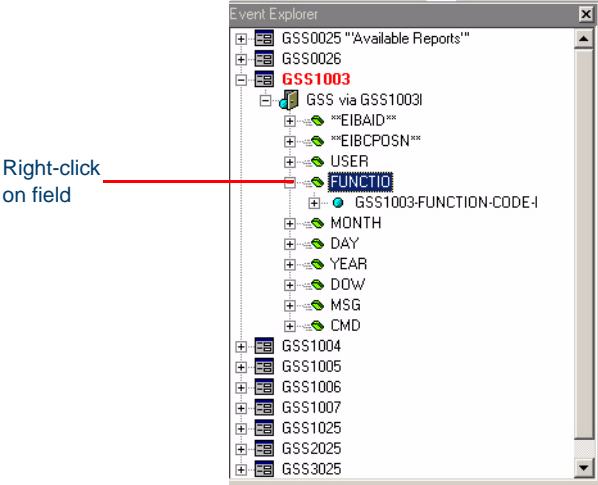 Event Explorer
GSS0025 "'Available Reports'"
GSS0026
GSS1003
GSS via GSS1003I
**EIBAID**
**EIBCPOSN**
USER
Right-click
on field
FUNCTIO
GSS1003-FUNCTION-CODE-I
MONTH
DAY
YEAR
DOW
MSG
CMD
GSS1004
GSS1005
GSS1006
GSS1007
GSS1025
GSS2025
GSS3025